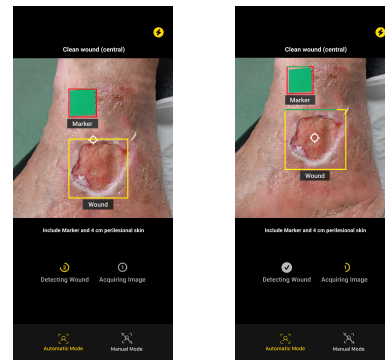 Clean wound (central)
Marker
Wound
Include Marker and 4 cm perilesional skin
2
1
Detecting Wound
Acquiring Image
Automatic Mode
Manual Mode
Clean wound (central)
Marker
Wound
Include Marker and 4 cm perilesional skin
Detecting Wound
Acquiring Image
Automatic Mode
Manual Mode